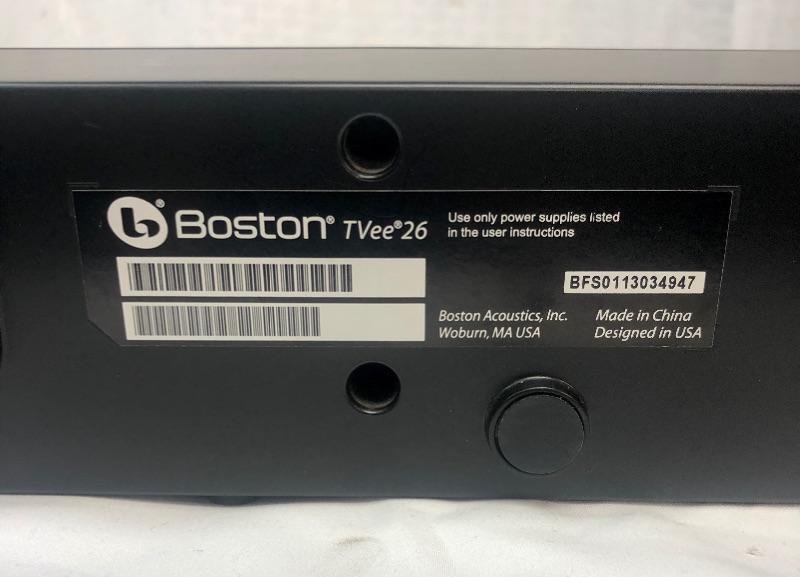 b® Boston® TVee®26
Use only power supplies listed
in the user instructions
BFS0113034947
Boston Acoustics, Inc.
Woburn, MA USA
Made in China
Designed in USA